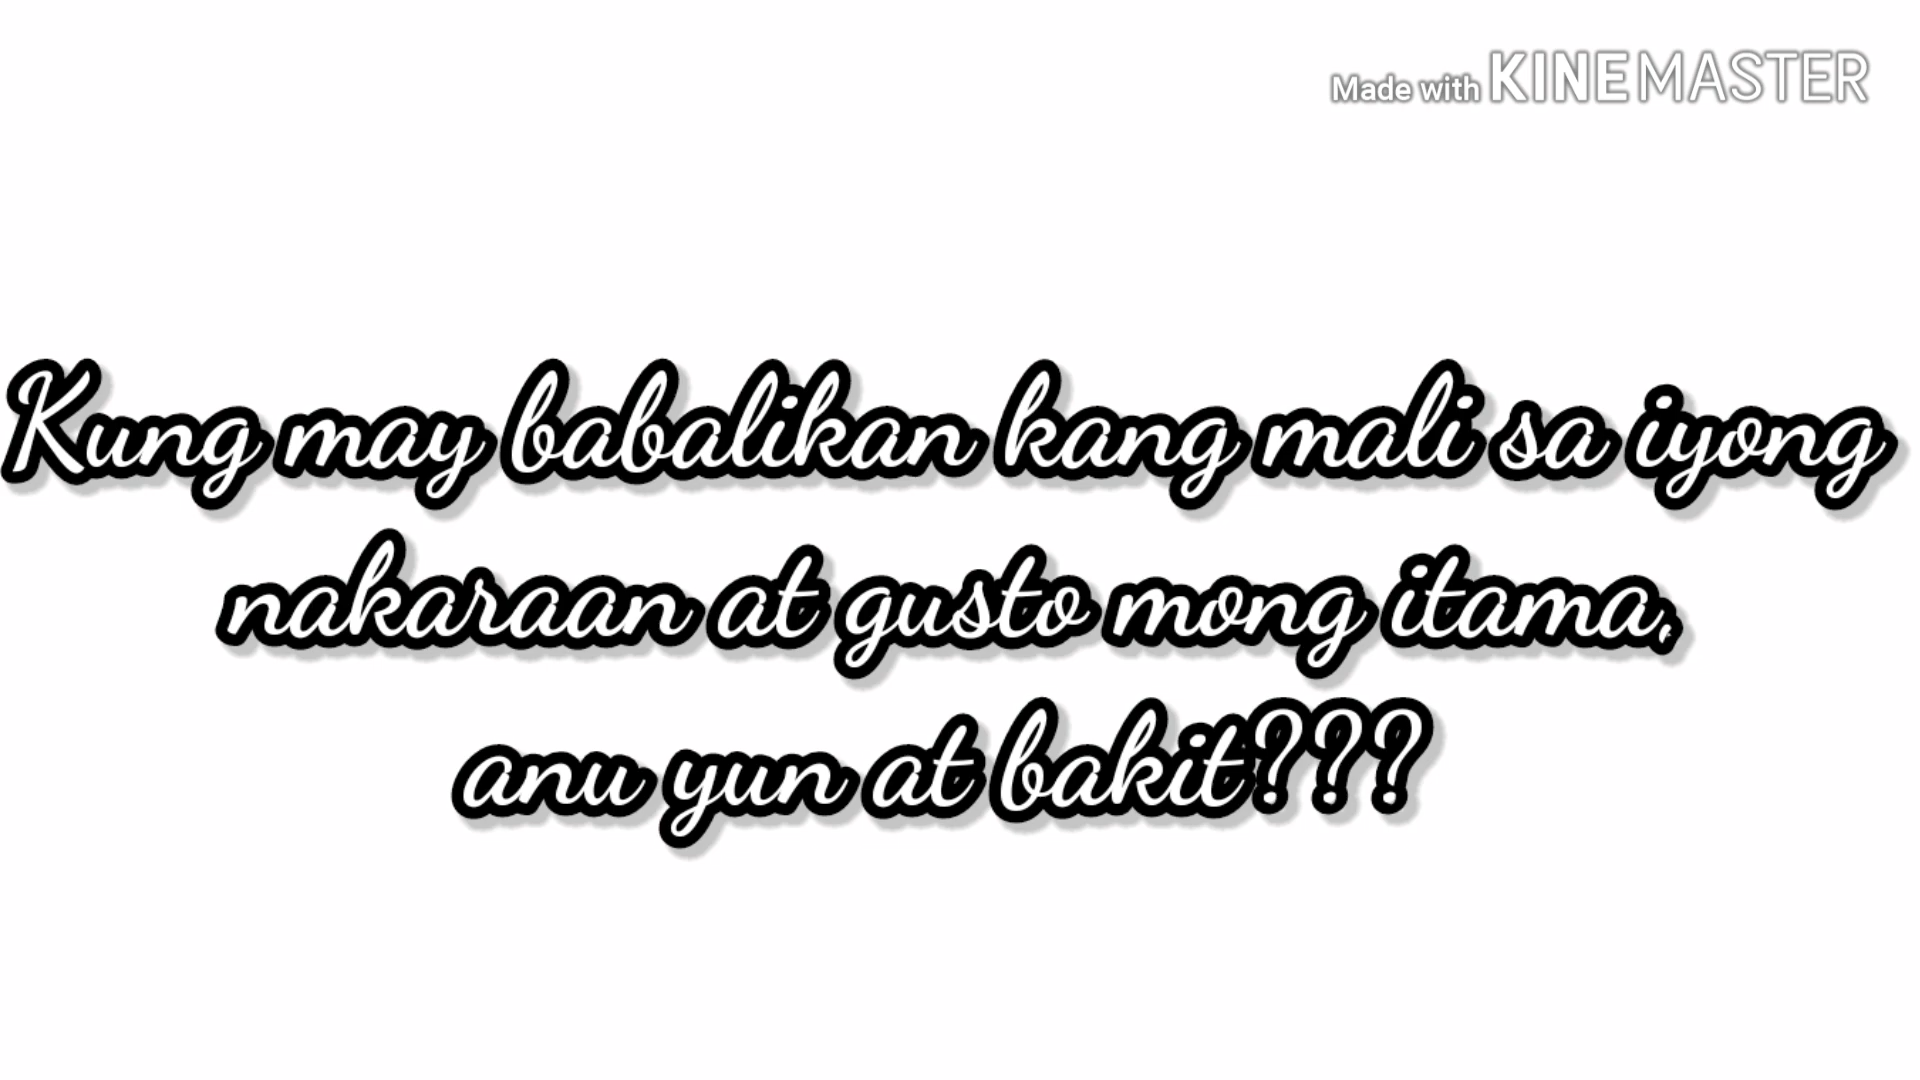 Made with KINEMASTER
Kung may babalikan kang mali sa iyong
nakaraan at gusto mong itama,
anu yun at bakit???